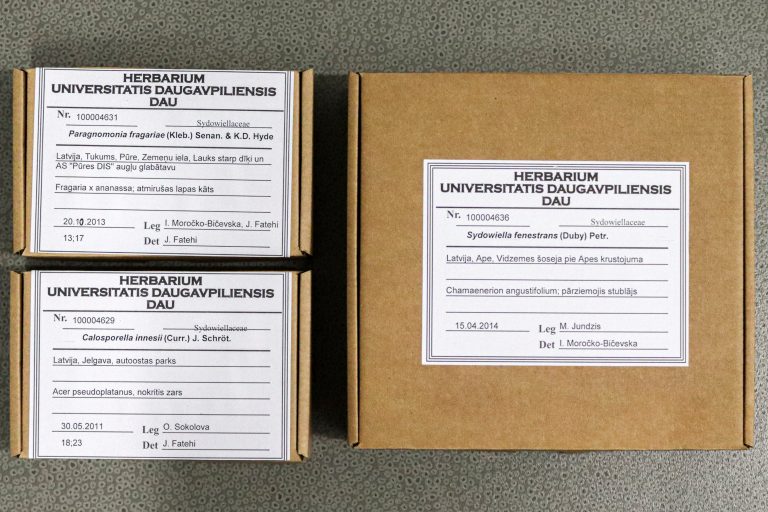 HERBARIUM
UNIVERSITATIS DAUGAVPILIENSIS
DAU
Nr. 100004631 Sydowiellaceae
Paragnomonia fragariae (Kleb.) Senan. & K.D. Hyde
Latvija, Tukums, Pūre, Zemeņu iela, Lauks starp dīķi un
AS "Pūres DIS" augļu glabātavu
Fragaria x ananassa; atmirušas lapas kāts
20.10.2013 Leg I. Moročko-Bičevska, J. Fatehi
13;17 Det J. Fatehi
HERBARIUM
UNIVERSITATIS DAUGAVPILIENSIS
DAU
Nr. 100004629 Sydowiellaceae
Calosporella innesii (Curr.) J. Schröt.
Latvija, Jelgava, autoostas parks
Acer pseudoplatanus, nokritis zars
30.05.2011 Leg O. Sokolova
18;23 Det J. Fatehi
HERBARIUM
UNIVERSITATIS DAUGAVPILIENSIS
DAU
Nr. 100004636 Sydowiellaceae
Sydowiella fenestrans (Duby) Petr.
Latvija, Ape, Vidzemes šoseja pie Apes krustojuma
Chamaenerion angustifolium; pārziemojis stublājs
15.04.2014 Leg M. Jundzis
Det I. Moročko-Bičevska